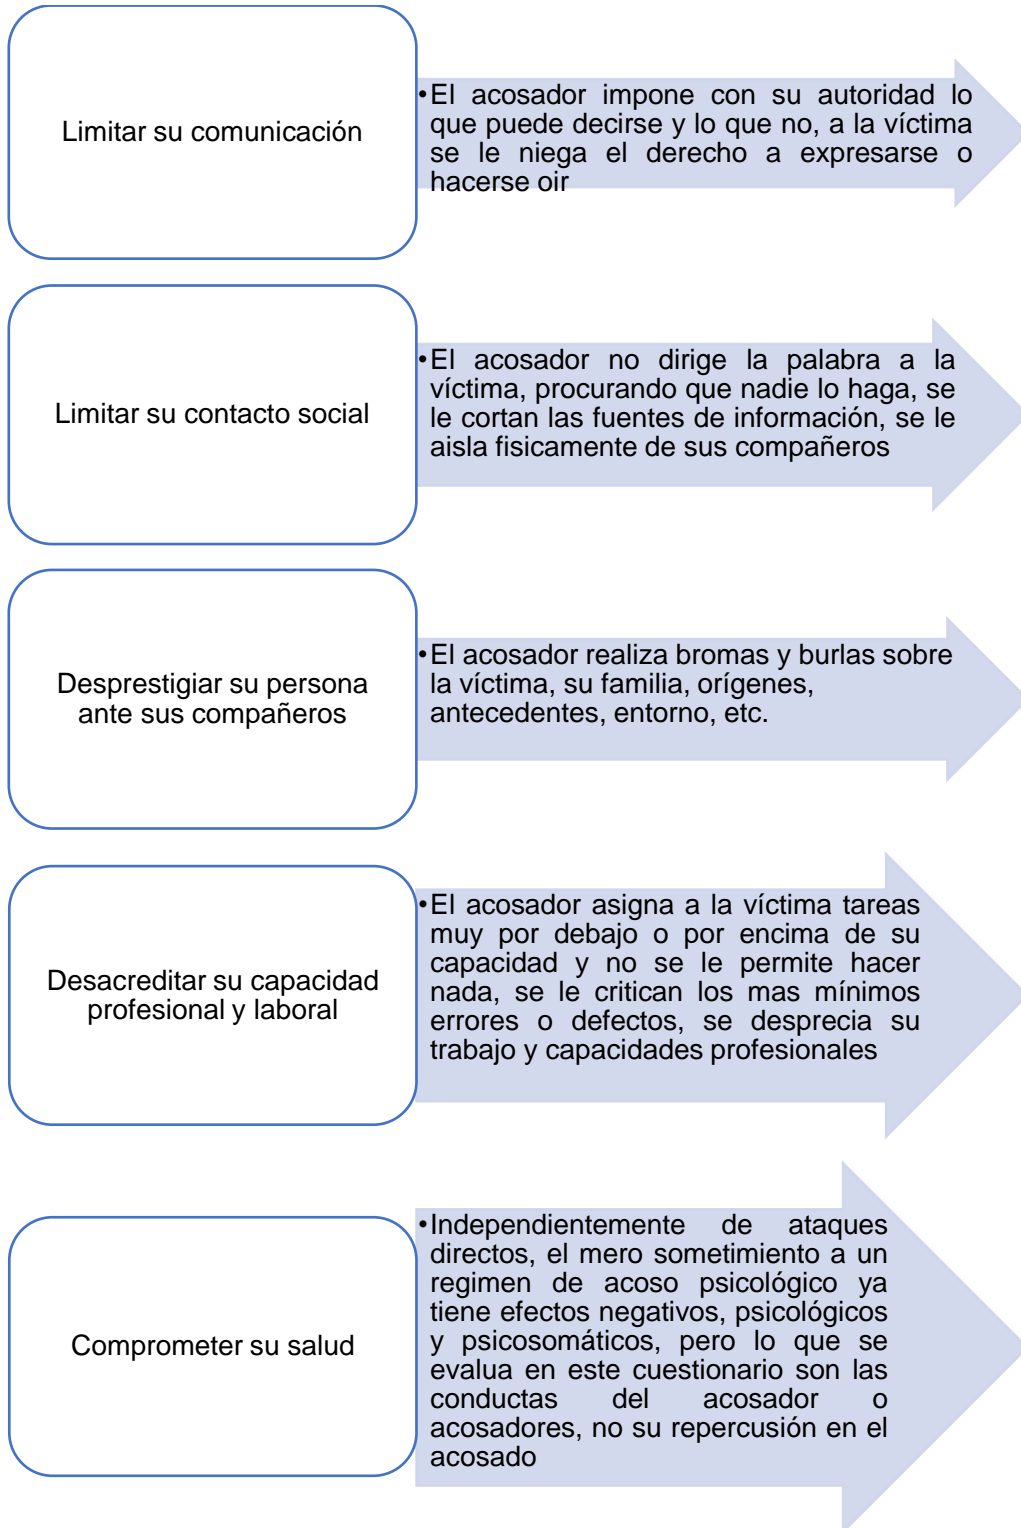 Limitar su comunicación
•El acosador impone con su autoridad lo
que puede decirse y lo que no, a la víctima
se le niega el derecho a expresarse o
hacerse oir
Limitar su contacto social
•El acosador no dirige la palabra a la
víctima, procurando que nadie lo haga, se
le cortan las fuentes de información, se le
aisla fisicamente de sus compañeros
Desprestigiar su persona
ante sus compañeros
•El acosador realiza bromas y burlas sobre
la víctima, su familia, orígenes,
antecedentes, entorno, etc.
Desacreditar su capacidad
profesional y laboral
•El acosador asigna a la víctima tareas
muy por debajo o por encima de su
capacidad y no se le permite hacer
nada, se le critican los mas mínimos
errores o defectos, se desprecia su
trabajo y capacidades profesionales
Comprometer su salud
•Independientemente de ataques
directos, el mero sometimiento a un
regimen de acoso psicológico ya
tiene efectos negativos, psicológicos
y psicosomáticos, pero lo que se
evalua en este cuestionario son las
conductas del acosador o
acosadores, no su repercusión en el
acosado